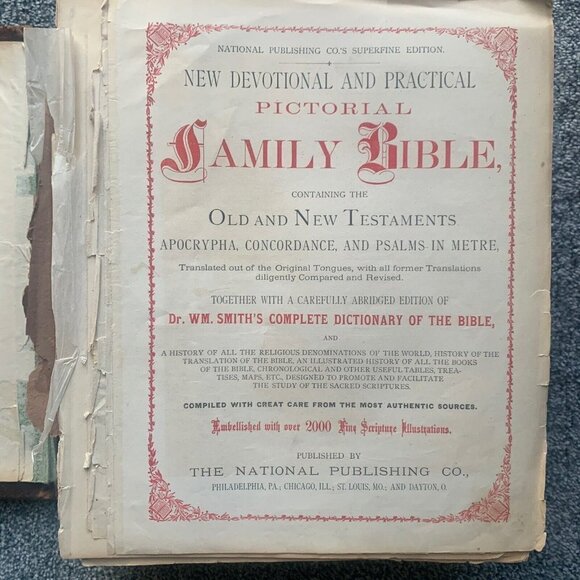 NATIONAL PUBLISHING CO.'S SUPERFINE EDITION.
NEW DEVOTIONAL AND PRACTICAL
PICTORIAL
FAMILY BIBLE,
CONTAINING THE
OLD AND NEW TESTAMENTS
APOCRYPHA, CONCORDANCE, AND PSALMS IN METRE,
Translated out of the Original Tongues, with all former Translations
diligently Compared and Revised.
TOGETHER WITH A CAREFULLY ABRIDGED EDITION OF
Dr. WM. SMITH'S COMPLETE DICTIONARY OF THE BIBLE,
AND
A HISTORY OF ALL THE RELIGIOUS DENOMINATIONS OF THE WORLD, HISTORY OF THE
TRANSLATION OF THE BIBLE, AN ILLUSTRATED HISTORY OF ALL THE BOOKS
OF THE BIBLE, CHRONOLOGICAL AND OTHER USEFUL TABLES, TREA-
TISES, MAPS, ETC., DESIGNED TO PROMOTE AND FACILITATE
THE STUDY OF THE SACRED SCRIPTURES.
COMPILED WITH GREAT CARE FROM THE MOST AUTHENTIC SOURCES.
Embellished with over 2000 Fine Scripture Illustrations.
PUBLISHED BY
THE NATIONAL PUBLISHING CO.,
PHILADELPHIA, PA.; CHICAGO, ILL.; ST. LOUIS, MO.; AND DAYTON, O.